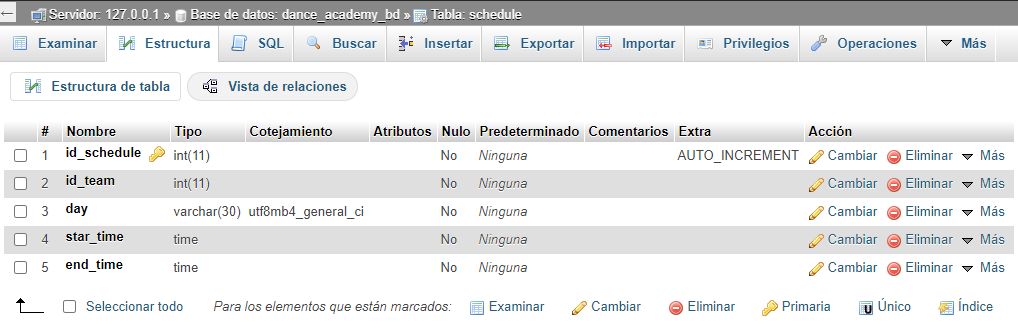 Servidor: 127.0.0.1 » Base de datos: dance_academy_bd » Tabla: schedule
Examinar Estructura SQL Buscar Insertar Exportar Importar Privilegios Operaciones Más
Estructura de tabla Vista de relaciones
# Nombre Tipo Cotejamiento Atributos Nulo Predeterminado Comentarios Extra Acción
1 id_schedule int(11) No Ninguna AUTO_INCREMENT Cambiar Eliminar Más
2 id_team int(11) No Ninguna Cambiar Eliminar Más
3 day varchar(30) utf8mb4_general_ci No Ninguna Cambiar Eliminar Más
4 star_time time No Ninguna Cambiar Eliminar Más
5 end_time time No Ninguna Cambiar Eliminar Más
Seleccionar todo Para los elementos que están marcados: Examinar Cambiar Eliminar Primaria Único Índice